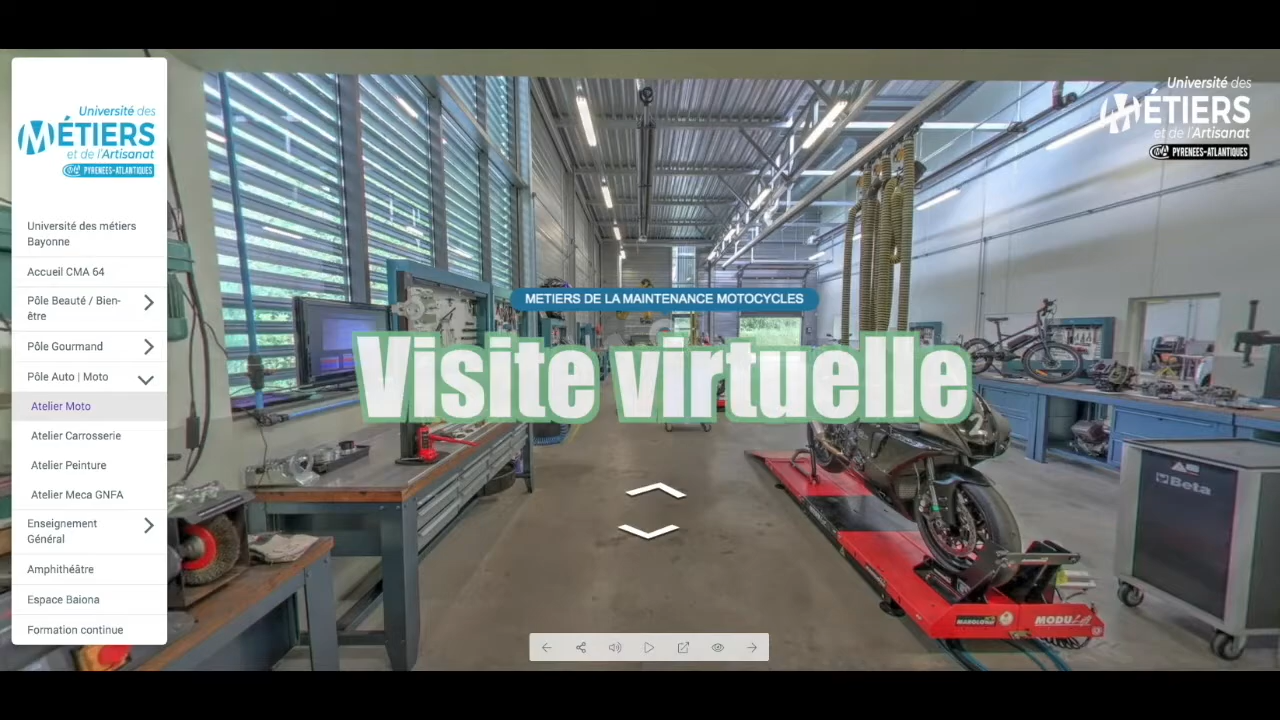 Université des
MÉTIERS
et de l'Artisanat
CMA PYRÉNÉES-ATLANTIQUES
Université des métiers
Bayonne
Accueil CMA 64
Pôle Beauté / Bien-
être
Pôle Gourmand
Pôle Auto | Moto
Atelier Moto
Atelier Carrosserie
Atelier Peinture
Atelier Meca GNFA
Enseignement
Général
Amphithéâtre
Espace Baiona
Formation continue
METIERS DE LA MAINTENANCE MOTOCYCLES
Visite virtuelle
Université des
MÉTIERS
et de l'Artisanat
CMA PYRENEES-ATLANTIQUES
2
Beta
MODULift